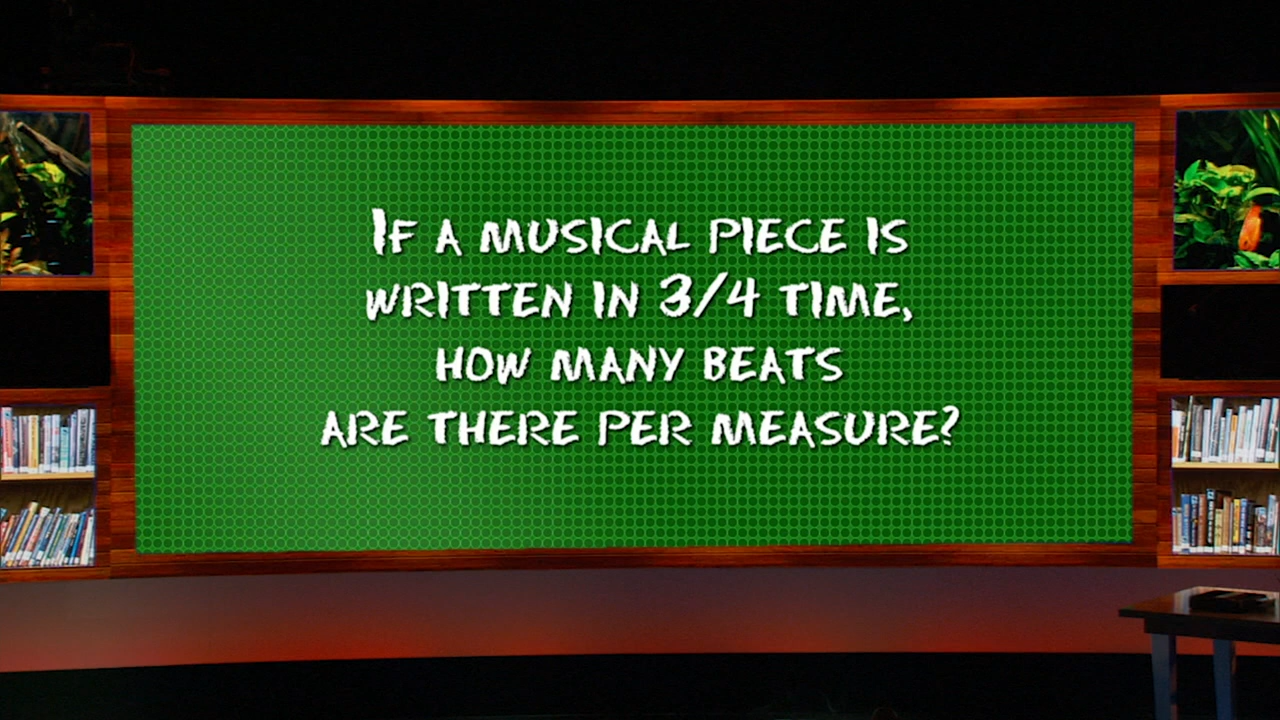 If a musical piece is
written in 3/4 time,
how many beats
are there per measure?